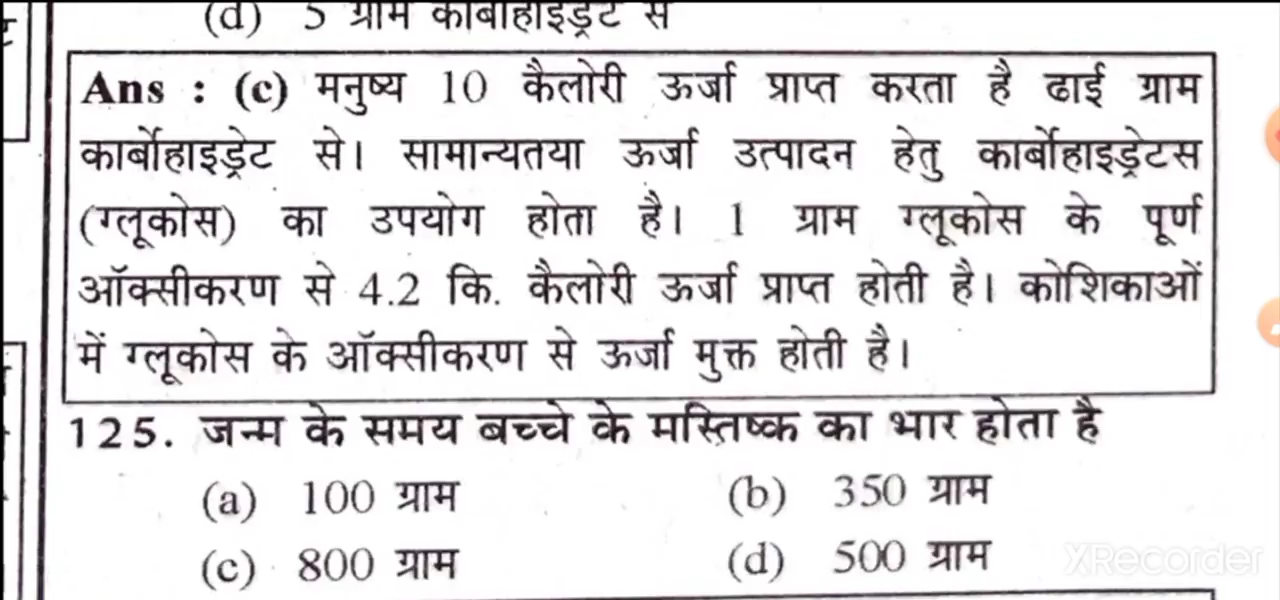 (d) 5 ग्राम कार्बोहाइड्रेट से
Ans : (c) मनुष्य 10 कैलोरी ऊर्जा प्राप्त करता है ढाई ग्राम
कार्बोहाइड्रेट से। सामान्यतया ऊर्जा उत्पादन हेतु कार्बोहाइड्रेटस
(ग्लूकोस) का उपयोग होता है। 1 ग्राम ग्लूकोस के पूर्ण
ऑक्सीकरण से 4.2 कि. कैलोरी ऊर्जा प्राप्त होती है। कोशिकाओं
में ग्लूकोस के ऑक्सीकरण से ऊर्जा मुक्त होती है।
125. जन्म के समय बच्चे के मस्तिष्क का भार होता है
(a) 100 ग्राम (b) 350 ग्राम
(c) 800 ग्राम (d) 500 ग्राम
XRecorder